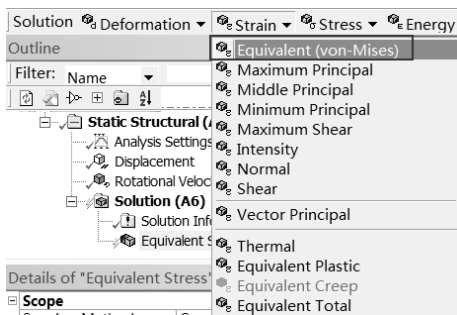 Solution Deformation Strain Stress Energy
Outline
Filter: Name
Static Structural (
Analysis Settings
Displacement
Rotational Veloc
Solution (A6)
Solution Inf
Equivalent S
Equivalent (von-Mises)
Maximum Principal
Middle Principal
Minimum Principal
Maximum Shear
Intensity
Normal
Shear
Vector Principal
Thermal
Equivalent Plastic
Equivalent Creep
Equivalent Total
Details of "Equivalent Stress"
Scope